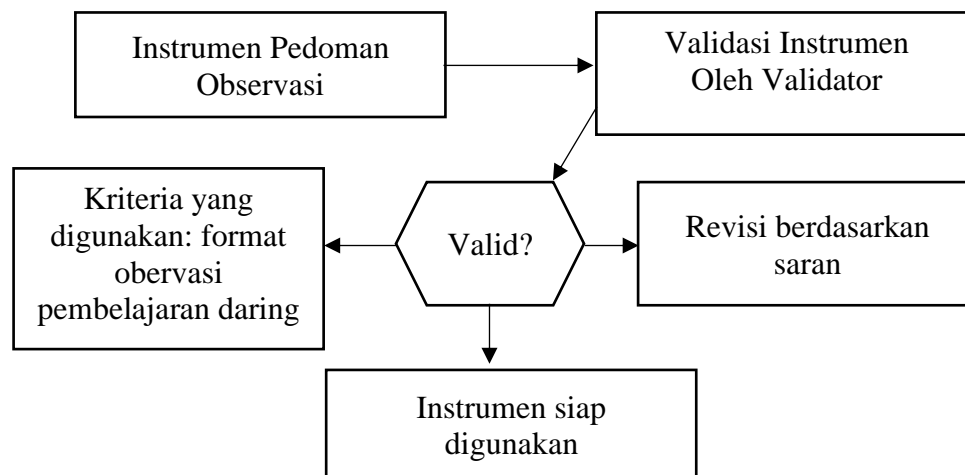 Instrumen Pedoman
Observasi
Validasi Instrumen
Oleh Validator
Kriteria yang
digunakan: format
obervasi
pembelajaran daring
Valid?
Revisi berdasarkan
saran
Instrumen siap
digunakan